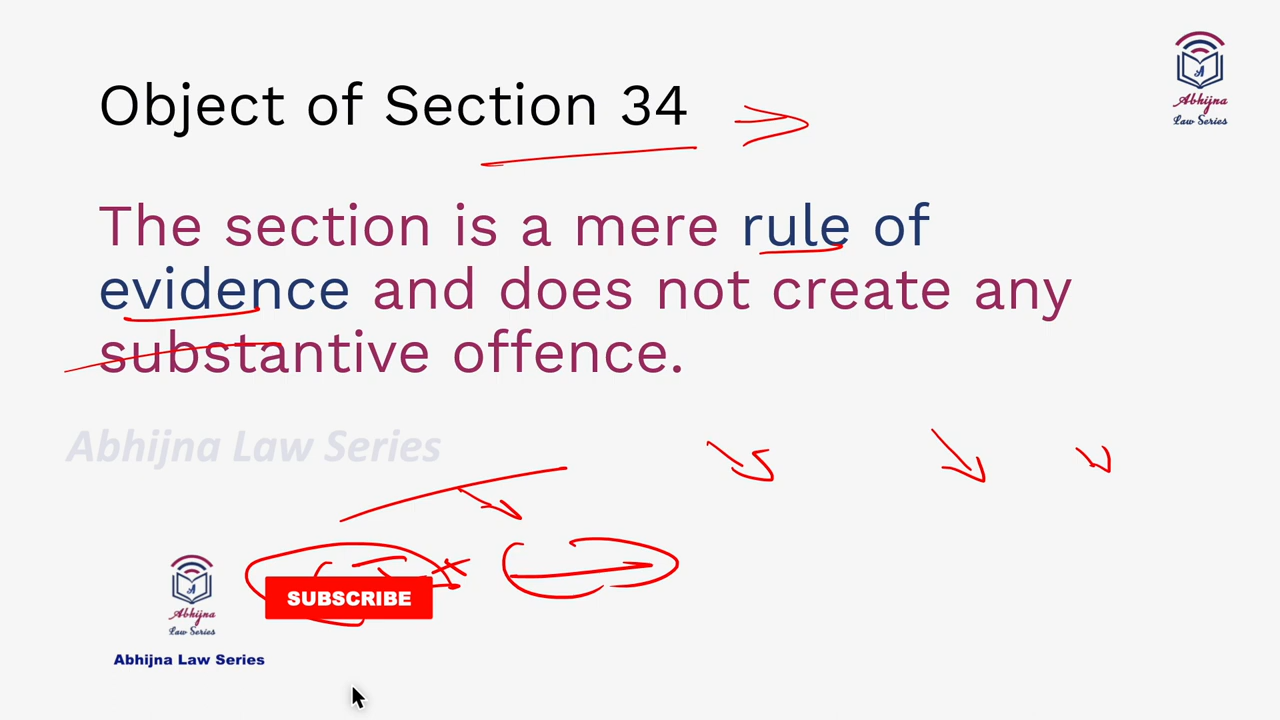 Object of Section 34
Abhijna
Law Series
The section is a mere rule of
evidence and does not create any
substantive offence.
Abhijna Law Series
Abhijna
Law Series
SUBSCRIBE
Abhijna Law Series